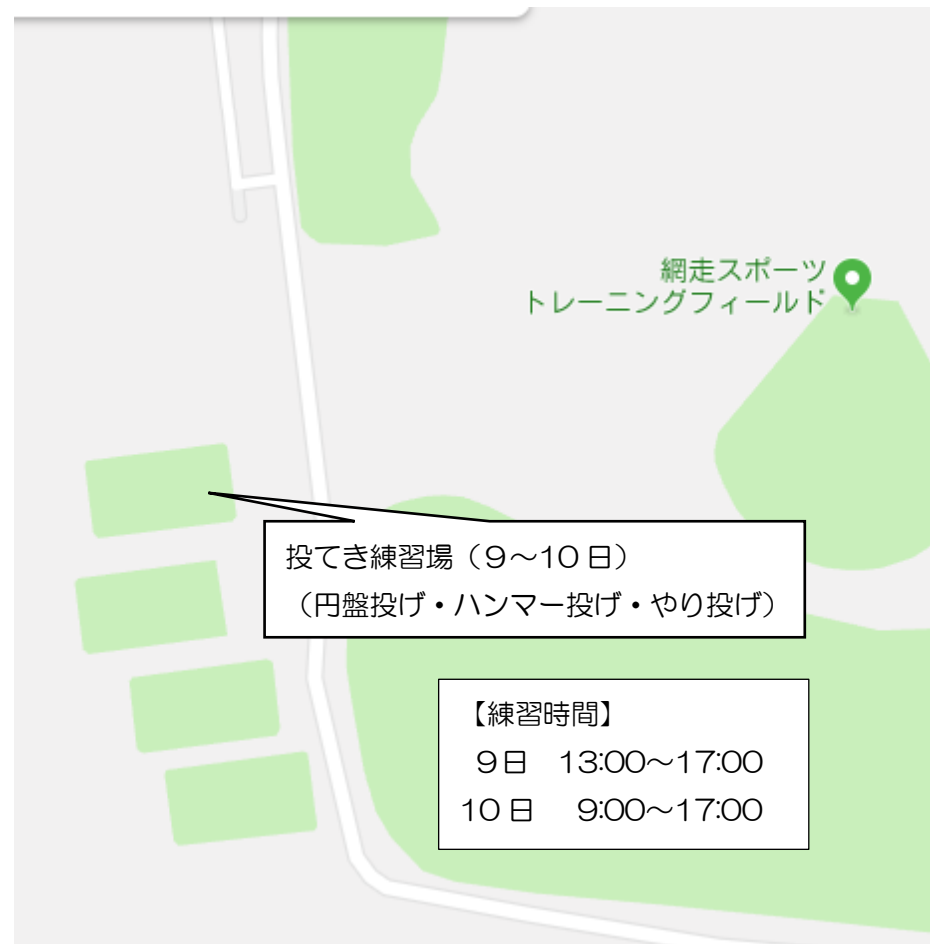 網走スポーツ
トレーニングフィールド
投てき練習場（9～10日）
（円盤投げ・ハンマー投げ・やり投げ）
【練習時間】
9日　13:00～17:00
10日　9:00～17:00